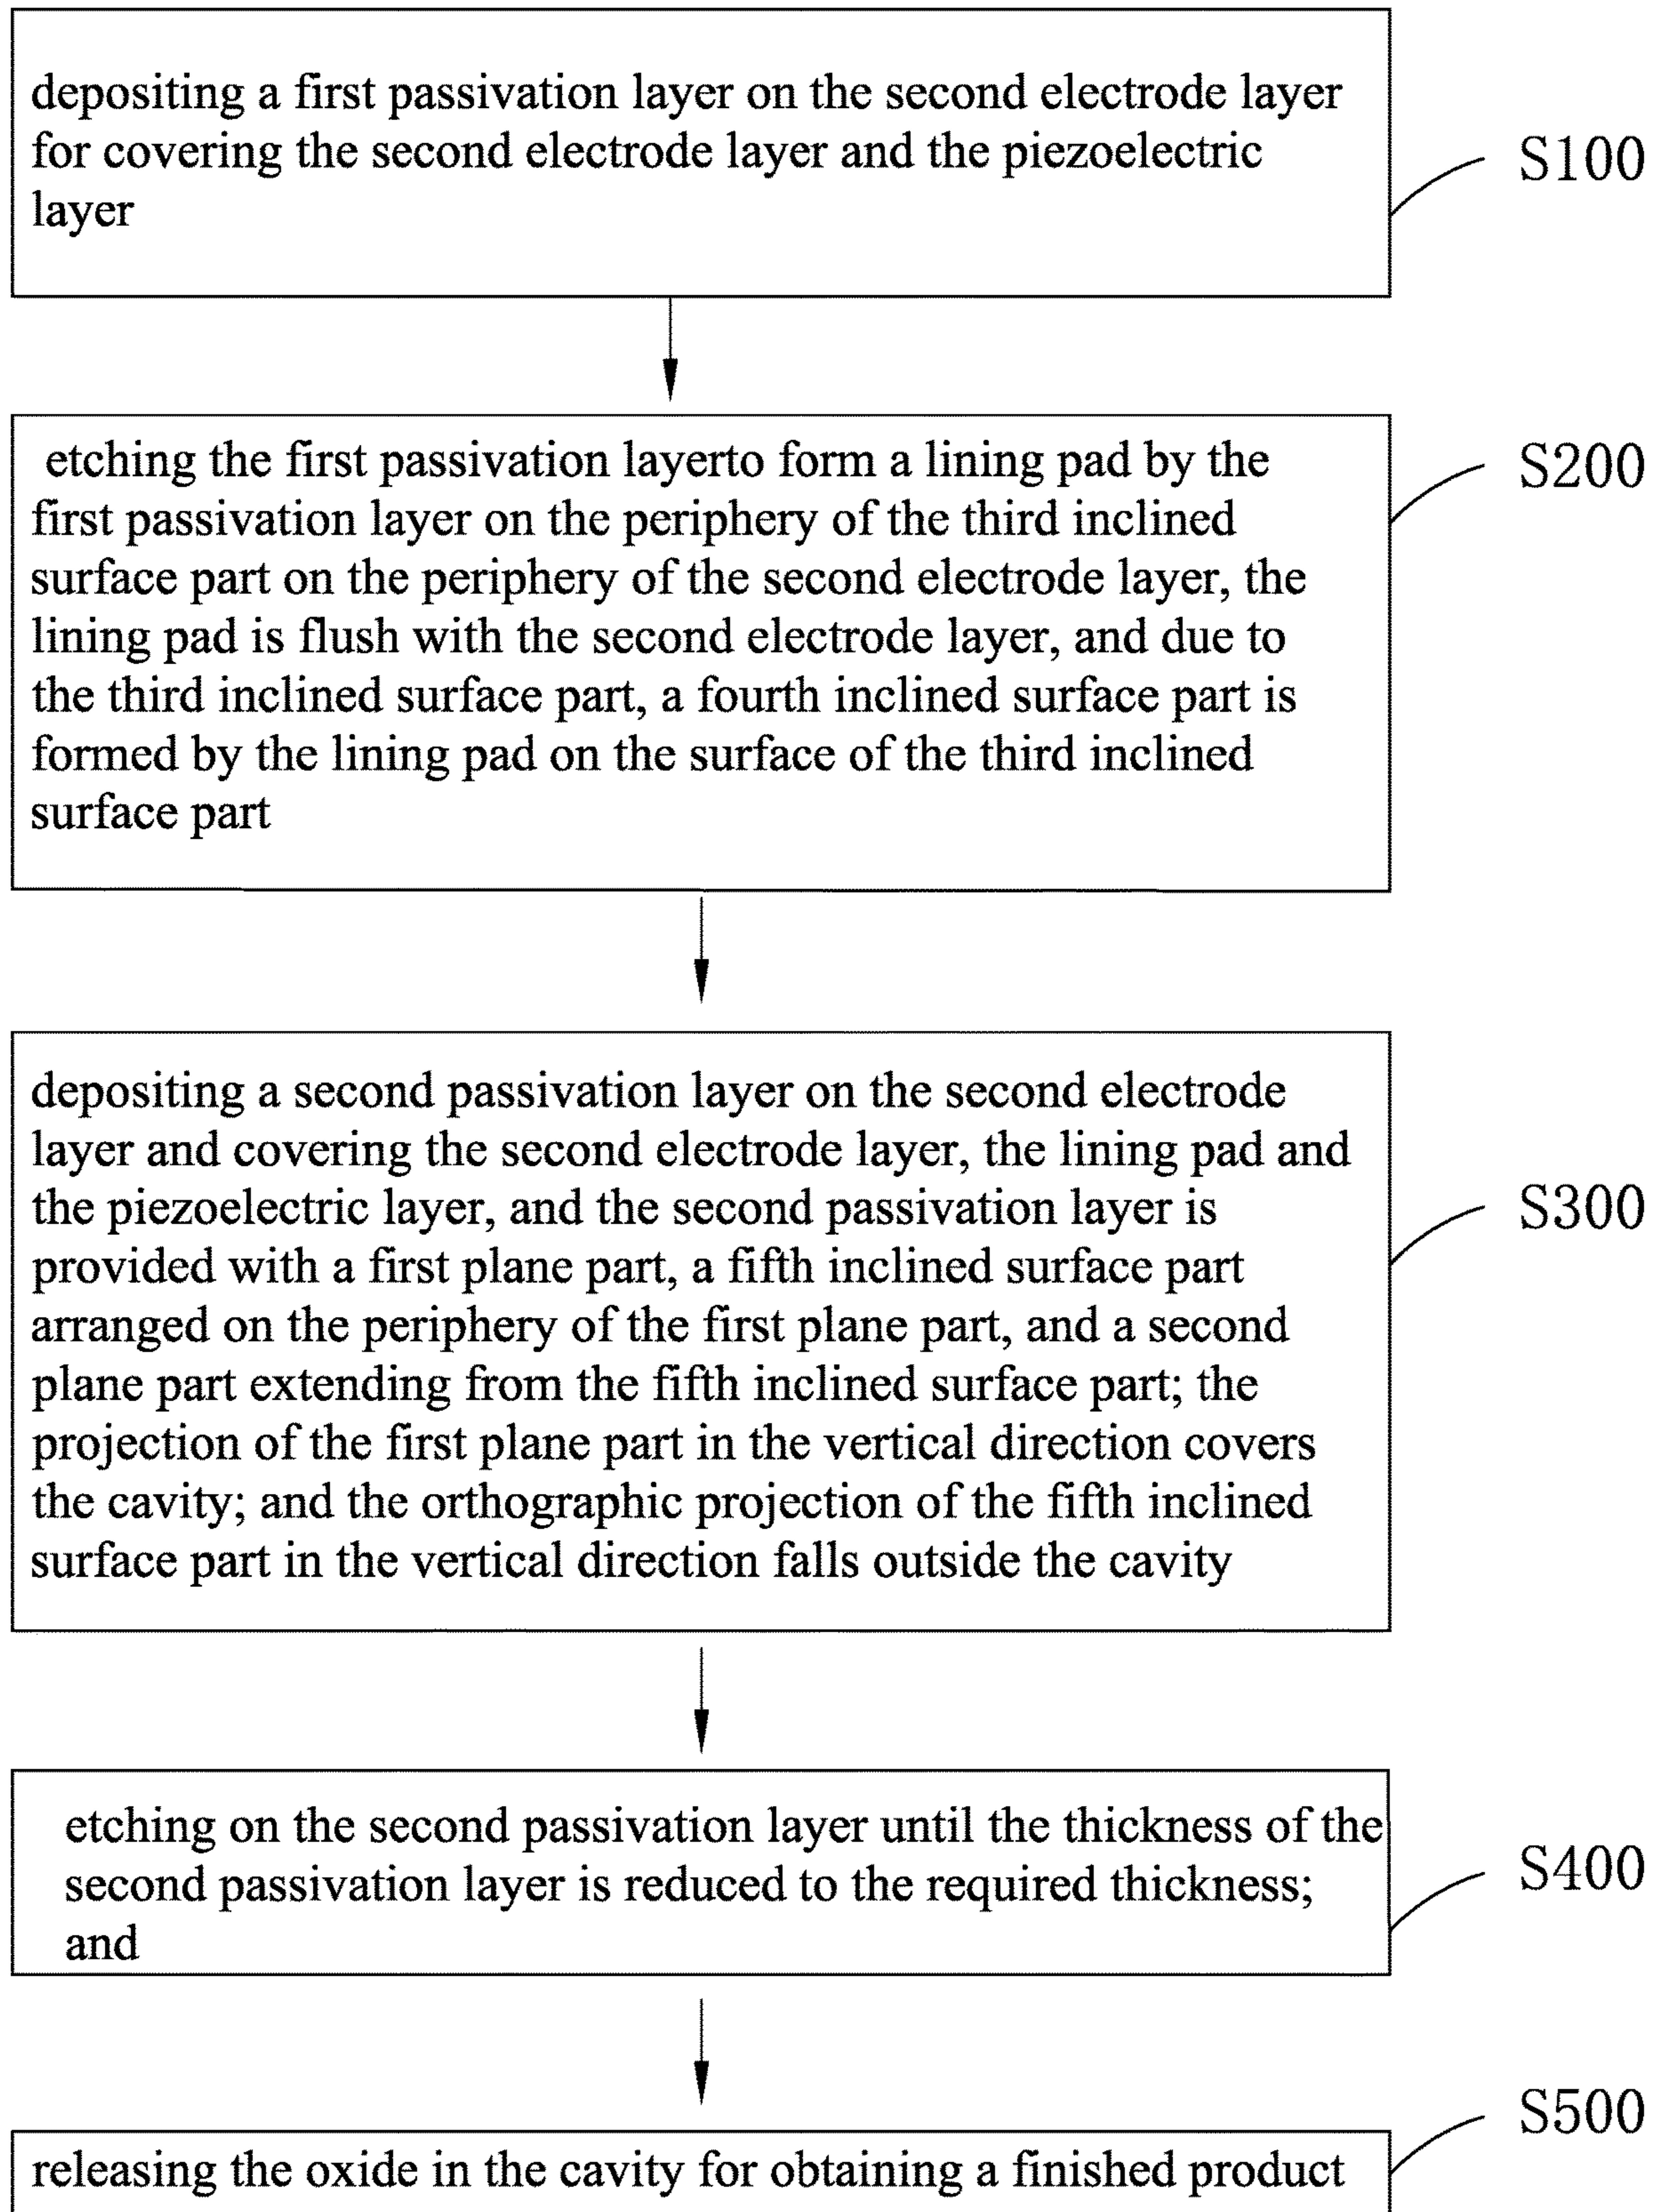 depositing a first passivation layer on the second electrode layer
for covering the second electrode layer and the piezoelectric
layer
S100
etching the first passivation layerto form a lining pad by the
first passivation layer on the periphery of the third inclined
surface part on the periphery of the second electrode layer, the
lining pad is flush with the second electrode layer, and due to
the third inclined surface part, a fourth inclined surface part is
formed by the lining pad on the surface of the third inclined
surface part
S200
depositing a second passivation layer on the second electrode
layer and covering the second electrode layer, the lining pad and
the piezoelectric layer, and the second passivation layer is
provided with a first plane part, a fifth inclined surface part
arranged on the periphery of the first plane part, and a second
plane part extending from the fifth inclined surface part; the
projection of the first plane part in the vertical direction covers
the cavity; and the orthographic projection of the fifth inclined
surface part in the vertical direction falls outside the cavity
S300
etching on the second passivation layer until the thickness of the
second passivation layer is reduced to the required thickness;
and
S400
releasing the oxide in the cavity for obtaining a finished product
S500